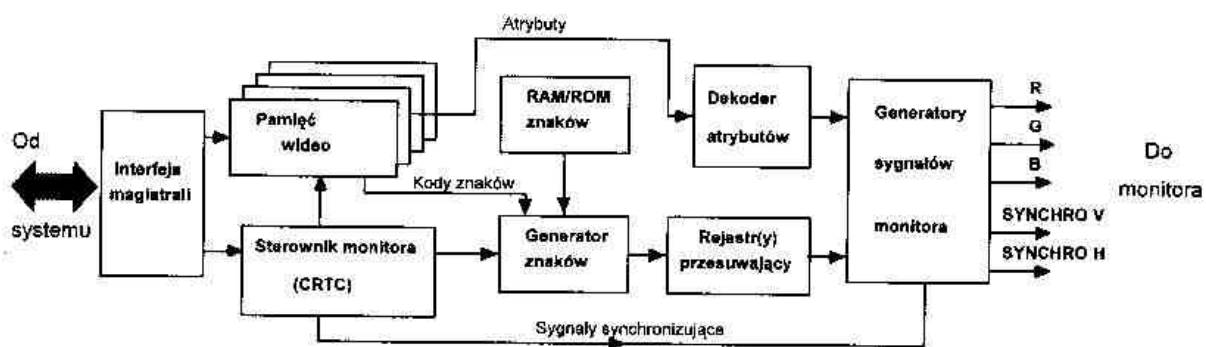 Atrybuty
Od
systemu
Interfejs
magistrali
Pamięć
wideo
RAM/ROM
znaków
Dekoder
atrybutów
Generatory
sygnałów
monitora
R
G
B
SYNCHRO V
SYNCHRO H
Do
monitora
Kody znaków
Sterownik monitora
(CRTC)
Generator
znaków
Rejestr(y)
przesuwający
Sygnały synchronizujące